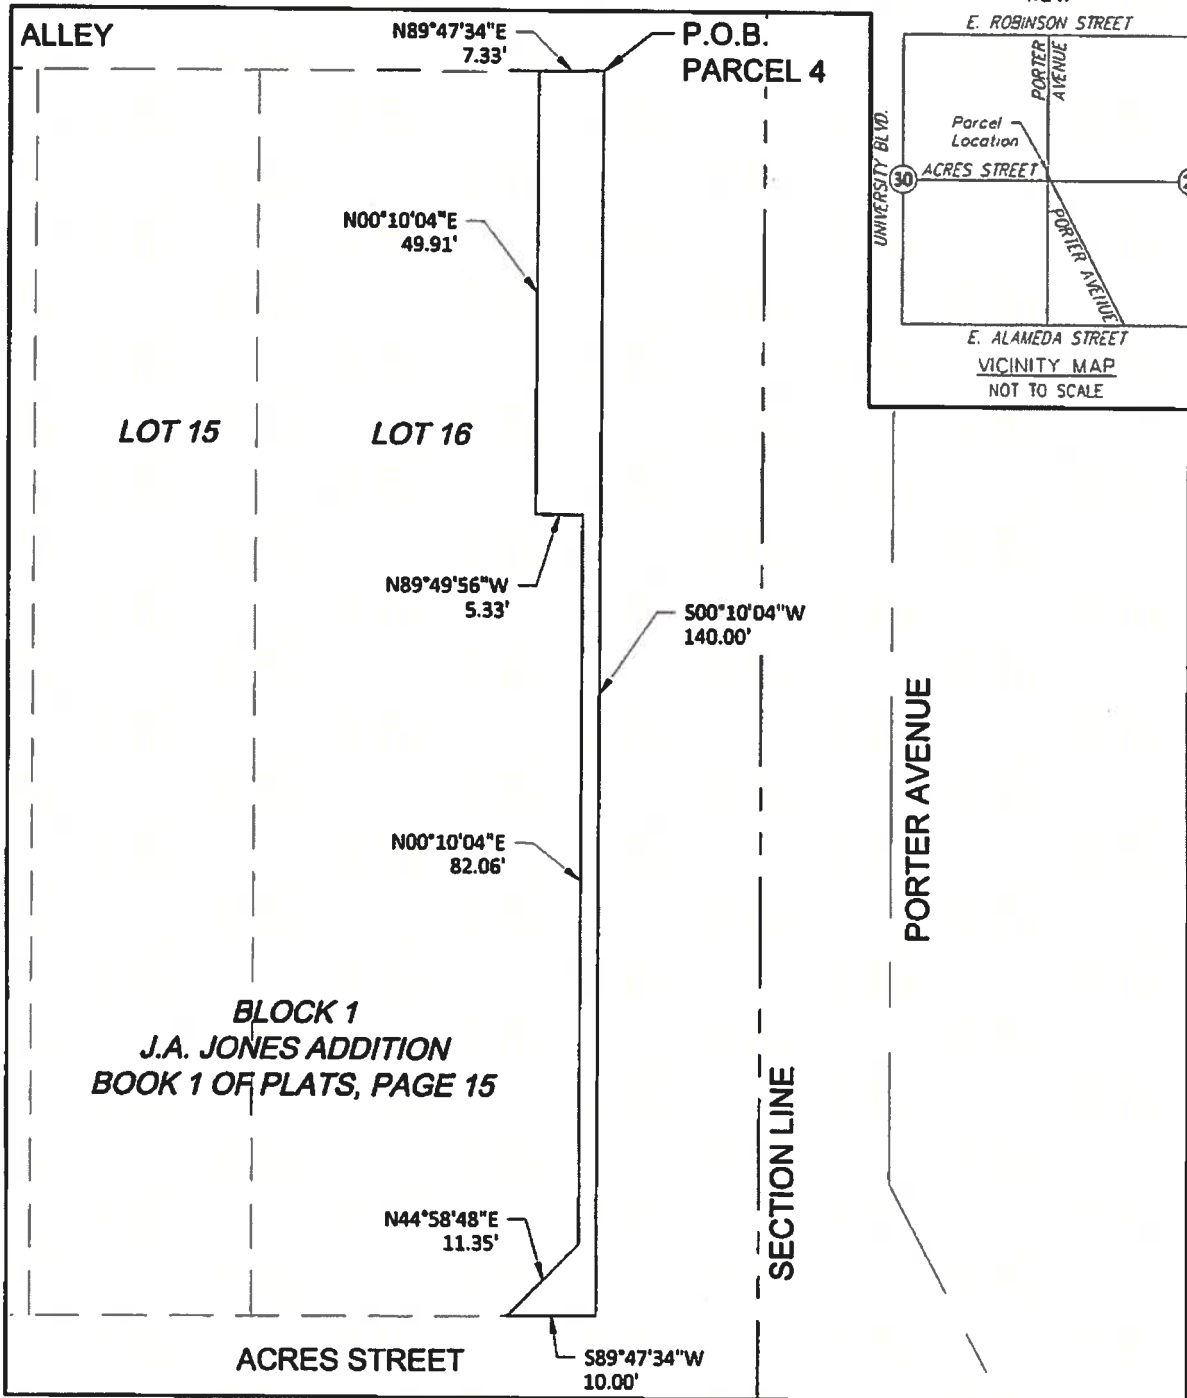 ALLEY
N89°47'34"E
7.33'
P.O.B.
PARCEL 4
E. ROBINSON STREET
PORTER
AVENUE
UNIVERSITY BLVD.
Parcel
Location
30
ACRES STREET
PORTER AVENUE
E. ALAMEDA STREET
VICINITY MAP
NOT TO SCALE
N00°10'04"E
49.91'
LOT 15
LOT 16
N89°49'56"W
5.33'
S00°10'04"W
140.00'
PORTER AVENUE
N00°10'04"E
82.06'
BLOCK 1
J.A. JONES ADDITION
BOOK 1 OF PLATS, PAGE 15
SECTION LINE
N44°58'48"E
11.35'
ACRES STREET
S89°47'34"W
10.00'